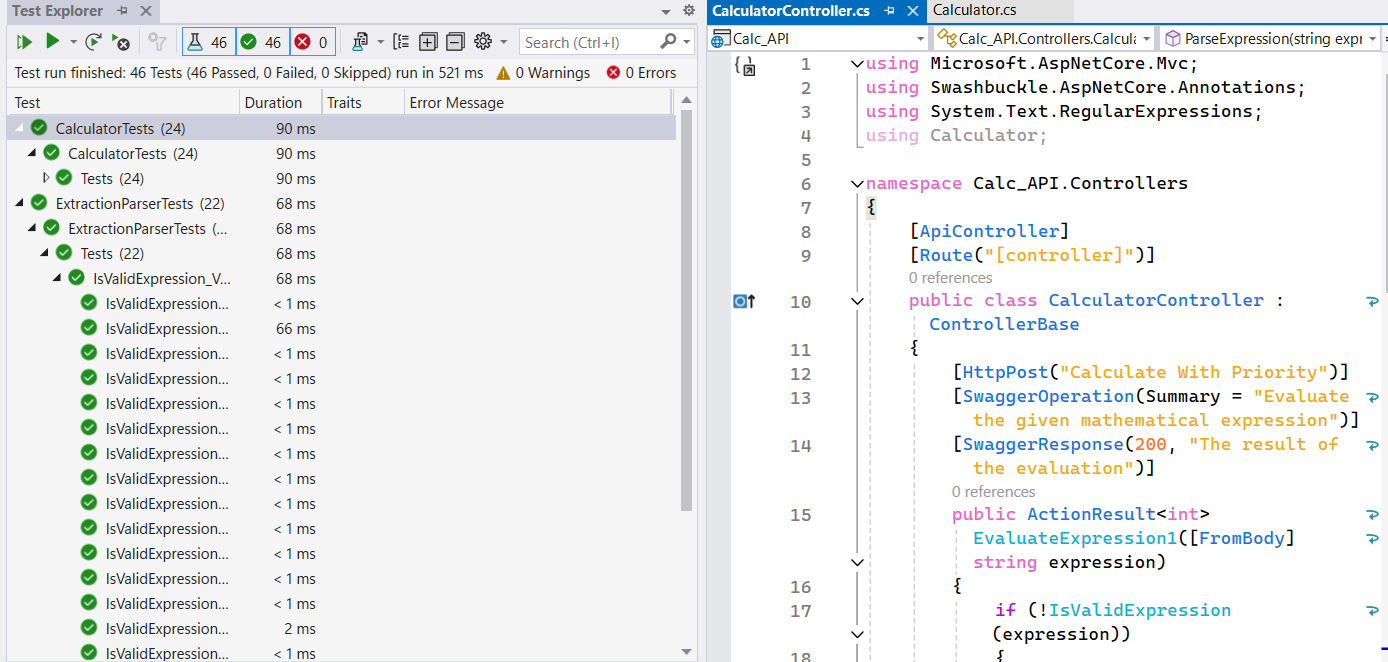 Test Explorer
46 46 0 Search (Ctrl+I)
Test run finished: 46 Tests (46 Passed, 0 Failed, 0 Skipped) run in 521 ms 0 Warnings 0 Errors
Test Duration Traits Error Message
CalculatorTests (24) 90 ms
CalculatorTests (24) 90 ms
Tests (24) 90 ms
ExtractionParserTests (22) 68 ms
ExtractionParserTests (... 68 ms
Tests (22) 68 ms
IsValidExpression_V... 68 ms
IsValidExpression... < 1 ms
IsValidExpression... 66 ms
IsValidExpression... < 1 ms
IsValidExpression... < 1 ms
IsValidExpression... < 1 ms
IsValidExpression... < 1 ms
IsValidExpression... < 1 ms
IsValidExpression... < 1 ms
IsValidExpression... < 1 ms
IsValidExpression... < 1 ms
IsValidExpression... < 1 ms
IsValidExpression... < 1 ms
IsValidExpression... < 1 ms
IsValidExpression... 2 ms
IsValidExpression... < 1 ms
CalculatorController.cs Calculator.cs
Calc_API Calc_API.Controllers.Calcula ParseExpression(string expr
1 using Microsoft.AspNetCore.Mvc;
2 using Swashbuckle.AspNetCore.Annotations;
3 using System.Text.RegularExpressions;
4 using Calculator;
5
6 namespace Calc_API.Controllers
7 {
8 [ApiController]
9 [Route("[controller]")]
0 references
10 public class CalculatorController :
ControllerBase
11 {
12 [HttpPost("Calculate With Priority")]
13 [SwaggerOperation(Summary = "Evaluate
the given mathematical expression")]
14 [SwaggerResponse(200, "The result of
the evaluation")]
0 references
15 public ActionResult<int>
EvaluateExpression1([FromBody]
string expression)
16 {
17 if (!IsValidExpression
(expression))
18 {